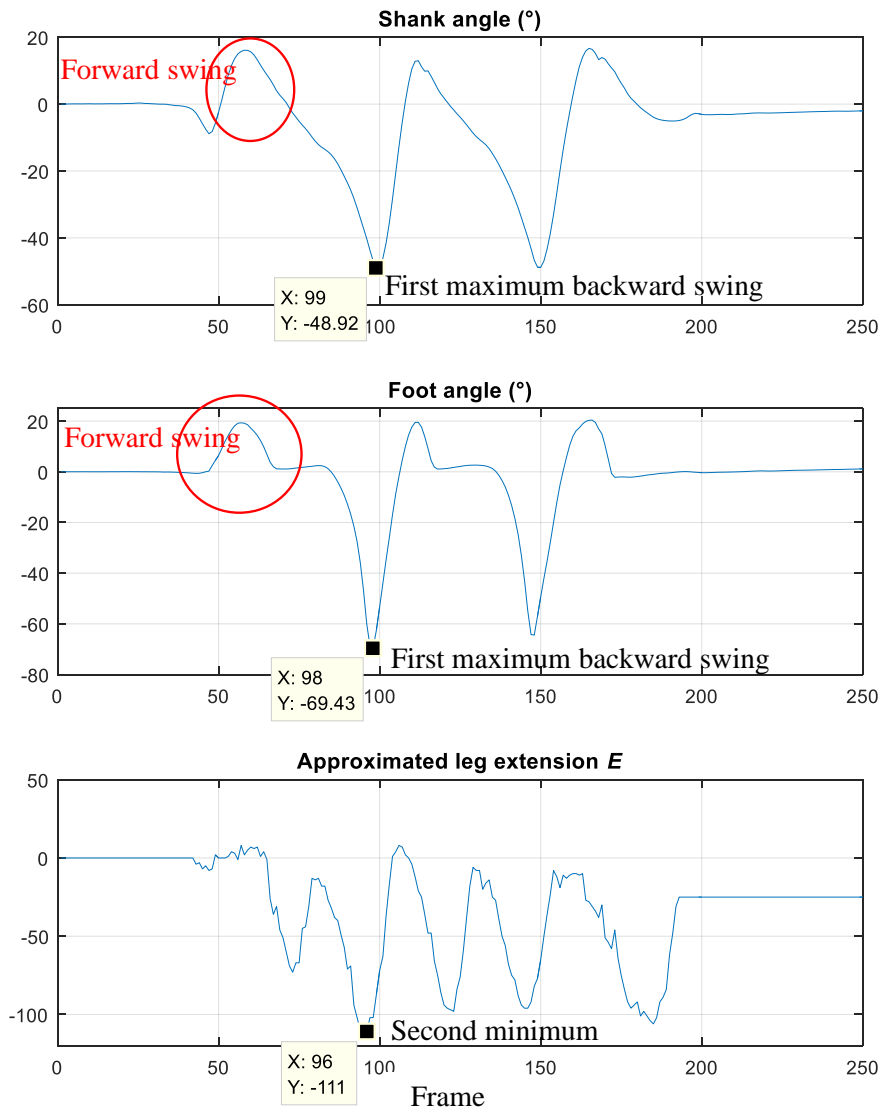 Shank angle (°)
20
Forward swing
0
-20
-40
First maximum backward swing
X: 99
Y: -48.92
-60
0 50 100 150 200 250
Foot angle (°)
20
Forward swing
0
-20
-40
-60
First maximum backward swing
X: 98
Y: -69.43
-80
0 50 100 150 200 250
Approximated leg extension E
50
0
-50
-100
Second minimum
X: 96
Y: -111
0 50 100 150 200 250
Frame